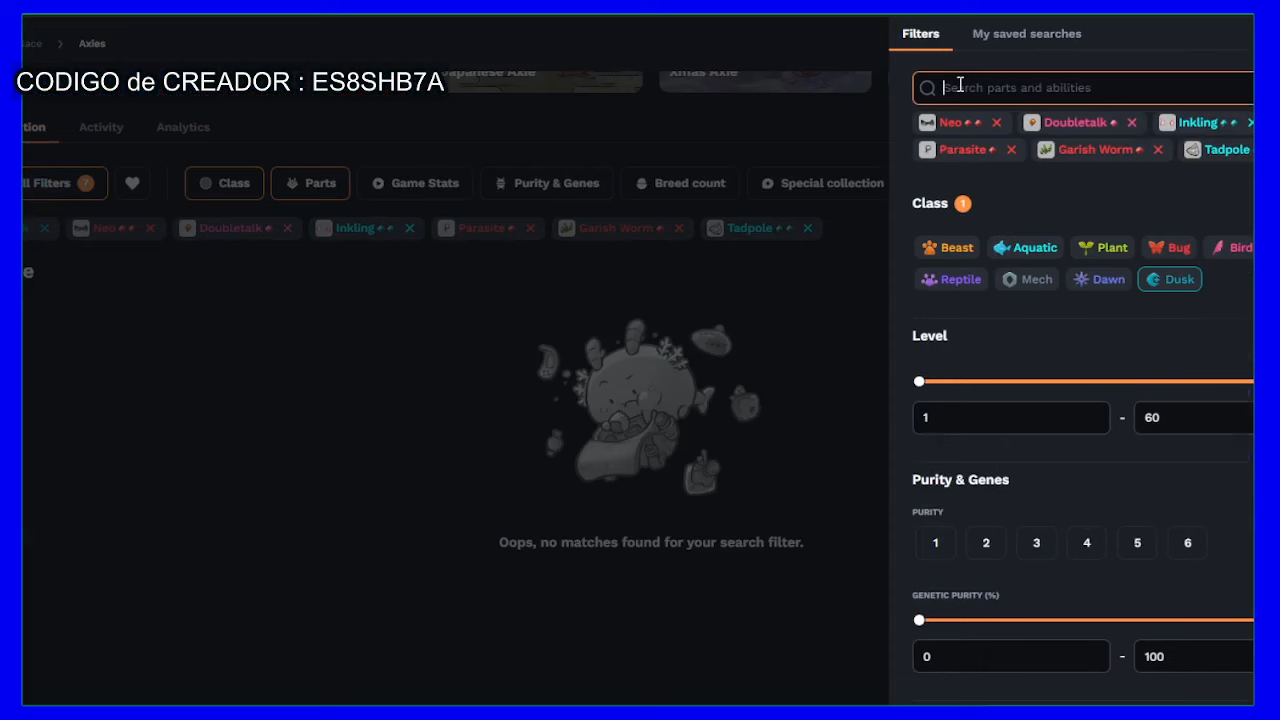 ace > Axies
CODIGO de CREADOR : ES8SHB7A
Japanese Axie
Xmas Axie
tion
Activity
Analytics
ll Filters 7
Class
Parts
Game Stats
Purity & Genes
Breed count
Special collection
Neo
Doubletalk
Inkling
Parasite
Garish Worm
Tadpole
e
Oops, no matches found for your search filter.
Filters
My saved searches
Search parts and abilities
Neo
Doubletalk
Inkling
Parasite
Garish Worm
Tadpole
Class 1
Beast
Aquatic
Plant
Bug
Bird
Reptile
Mech
Dawn
Dusk
Level
1 - 60
Purity & Genes
PURITY
1 2 3 4 5 6
GENETIC PURITY (%)
0 - 100